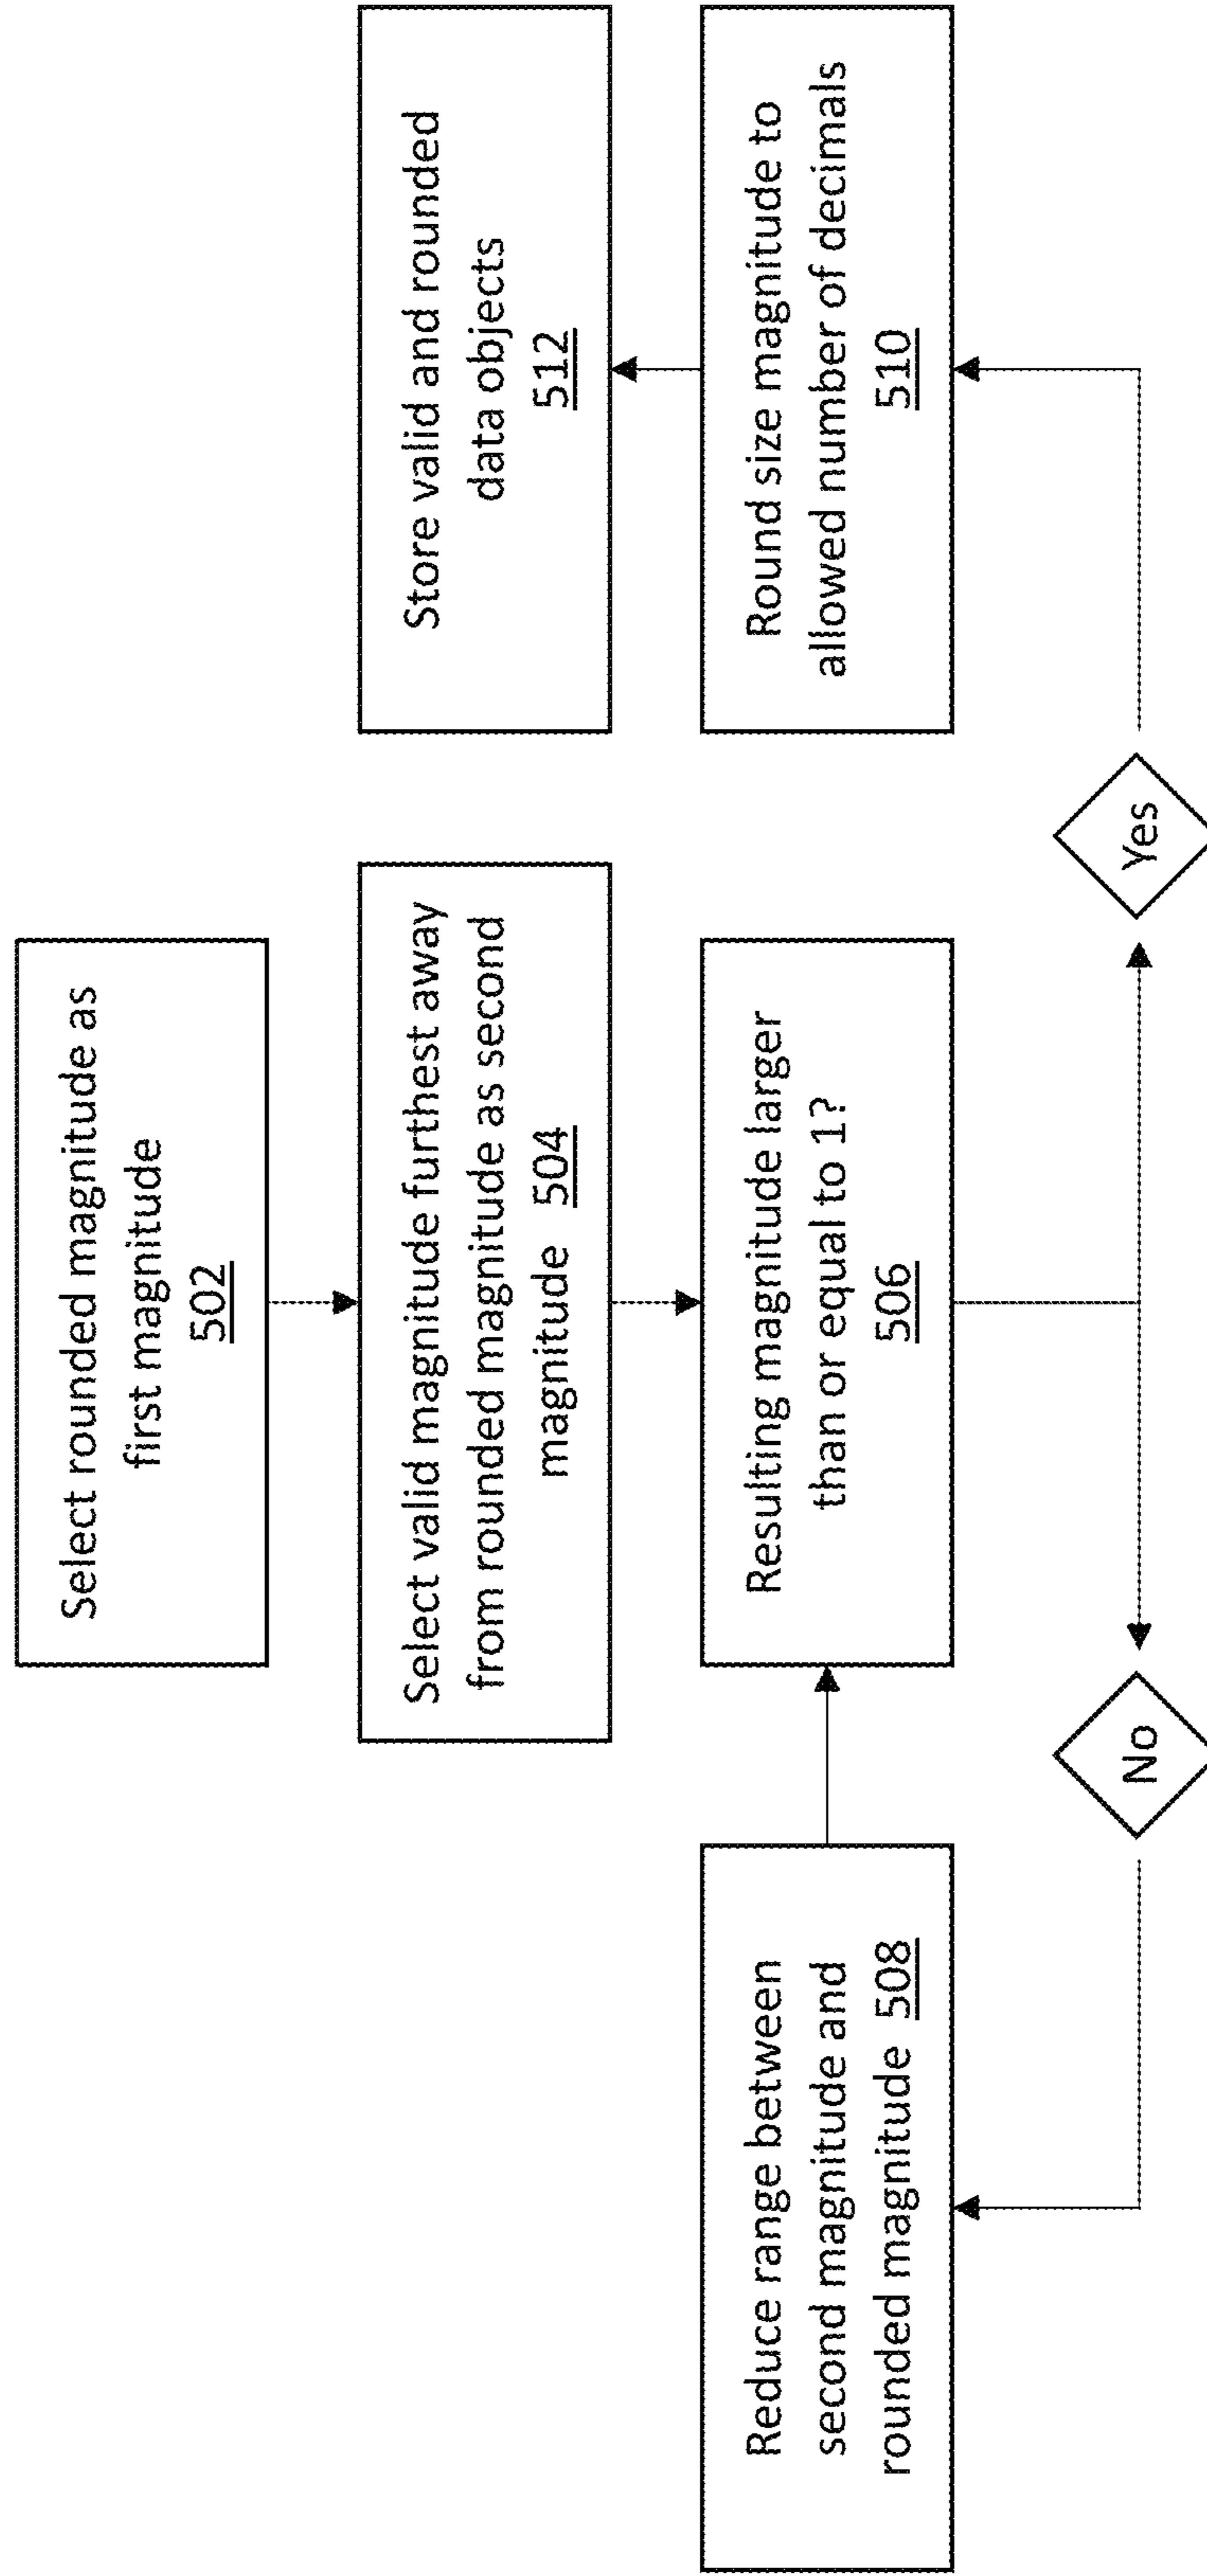 Select rounded magnitude as
first magnitude
502
Select valid magnitude furthest away
from rounded magnitude as second
magnitude 504
Resulting magnitude larger
than or equal to 1?
506
No
Reduce range between
second magnitude and
rounded magnitude 508
Yes
Round size magnitude to
allowed number of decimals
510
Store valid and rounded
data objects
512